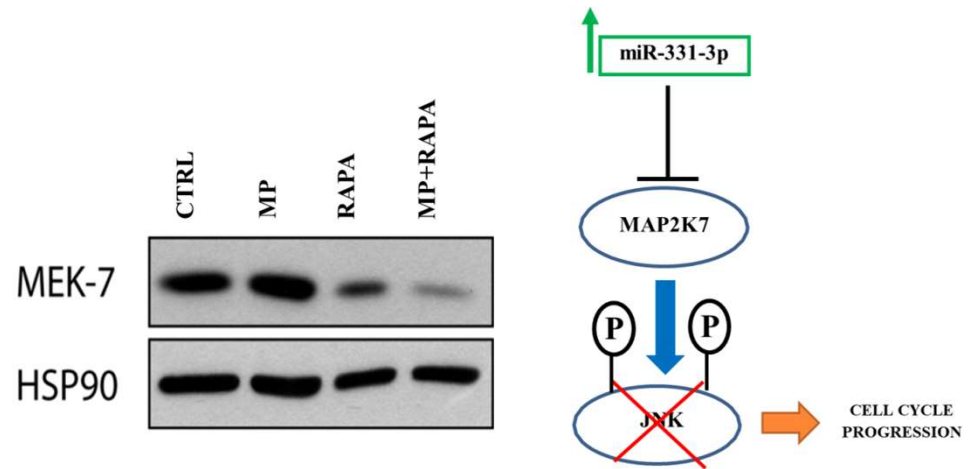 CTRL
MP
RAPA
MP+RAPA
MEK-7
HSP90
miR-331-3p
MAP2K7
P
P
JNK
CELL CYCLE
PROGRESSION